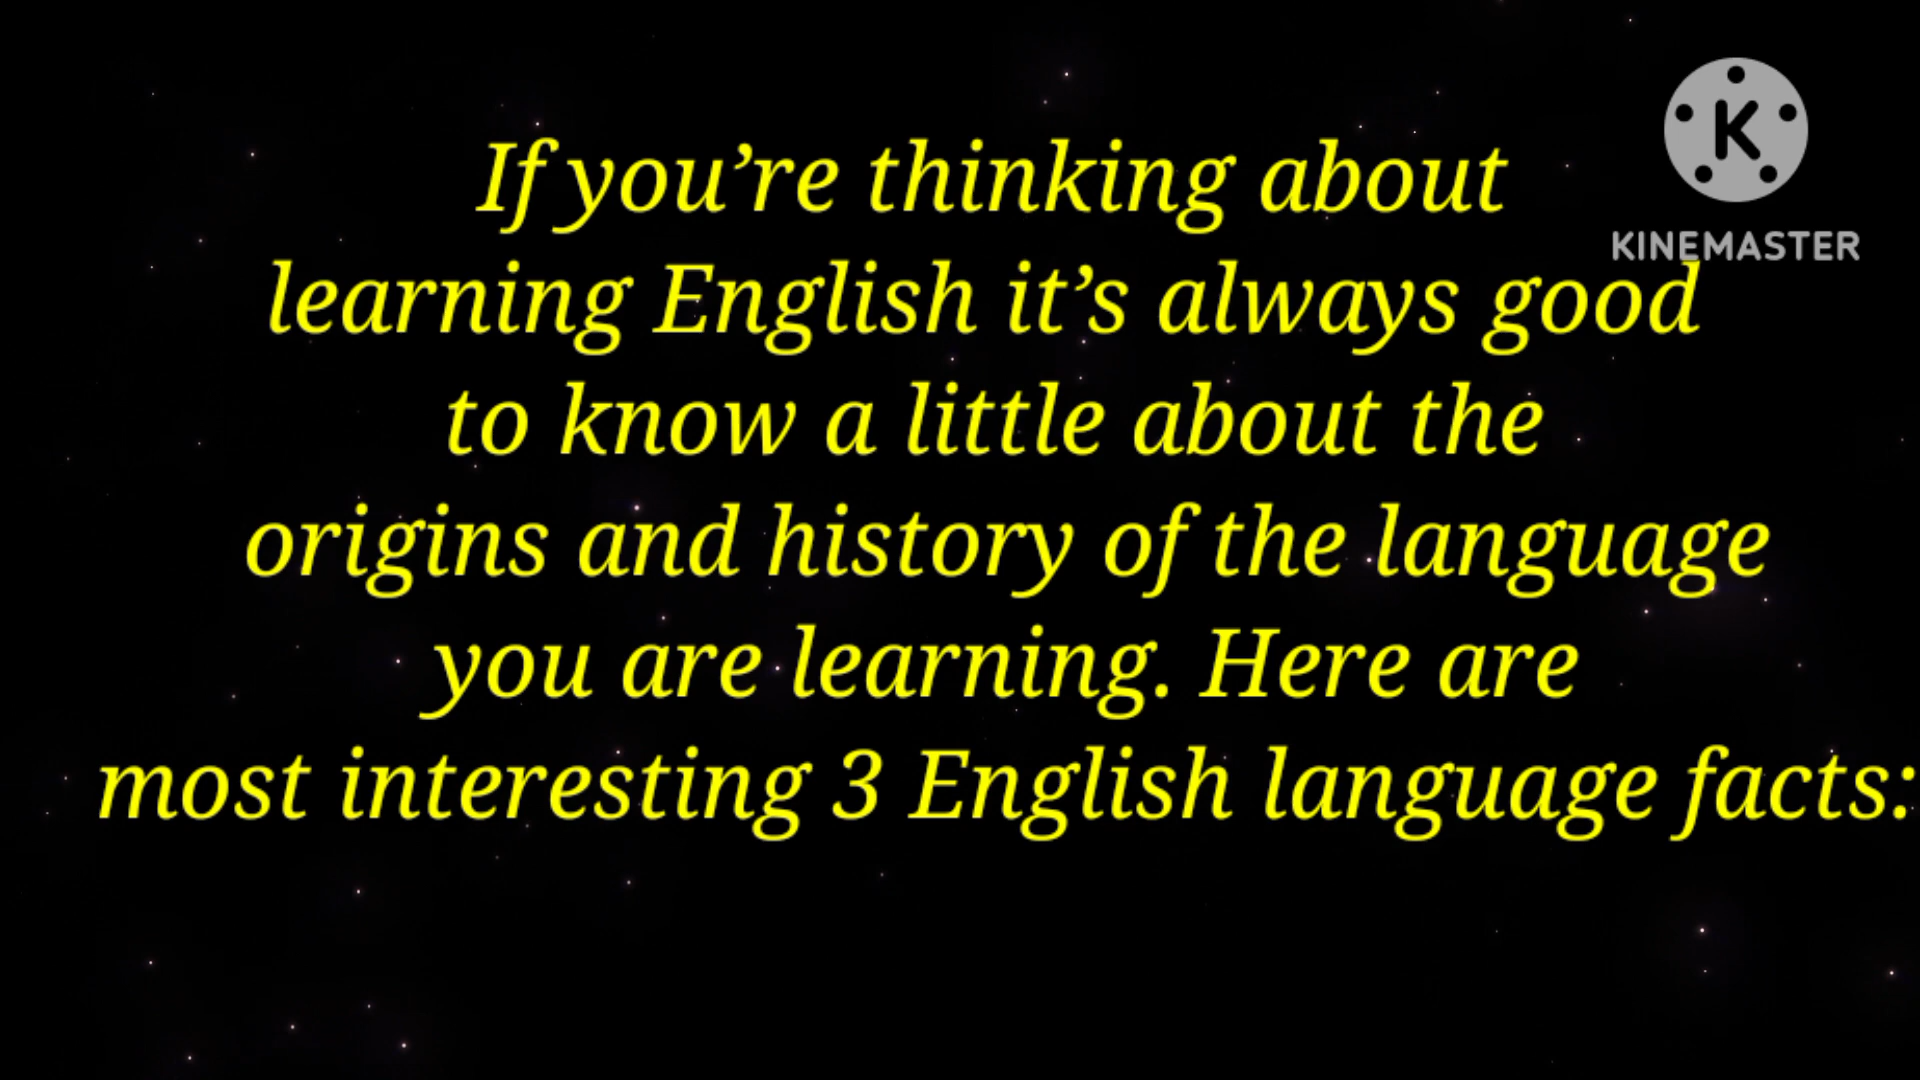 If you’re thinking about
learning English it’s always good
to know a little about the
origins and history of the language
you are learning. Here are
most interesting 3 English language facts:
K
KINEMASTER